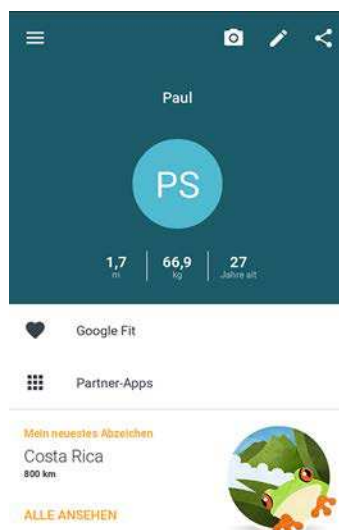 Paul
PS
1,7 66,9 27
m kg Jahre alt
Google Fit
Partner-Apps
Mein neuestes Abzeichen
Costa Rica
800 km
ALLE ANSEHEN